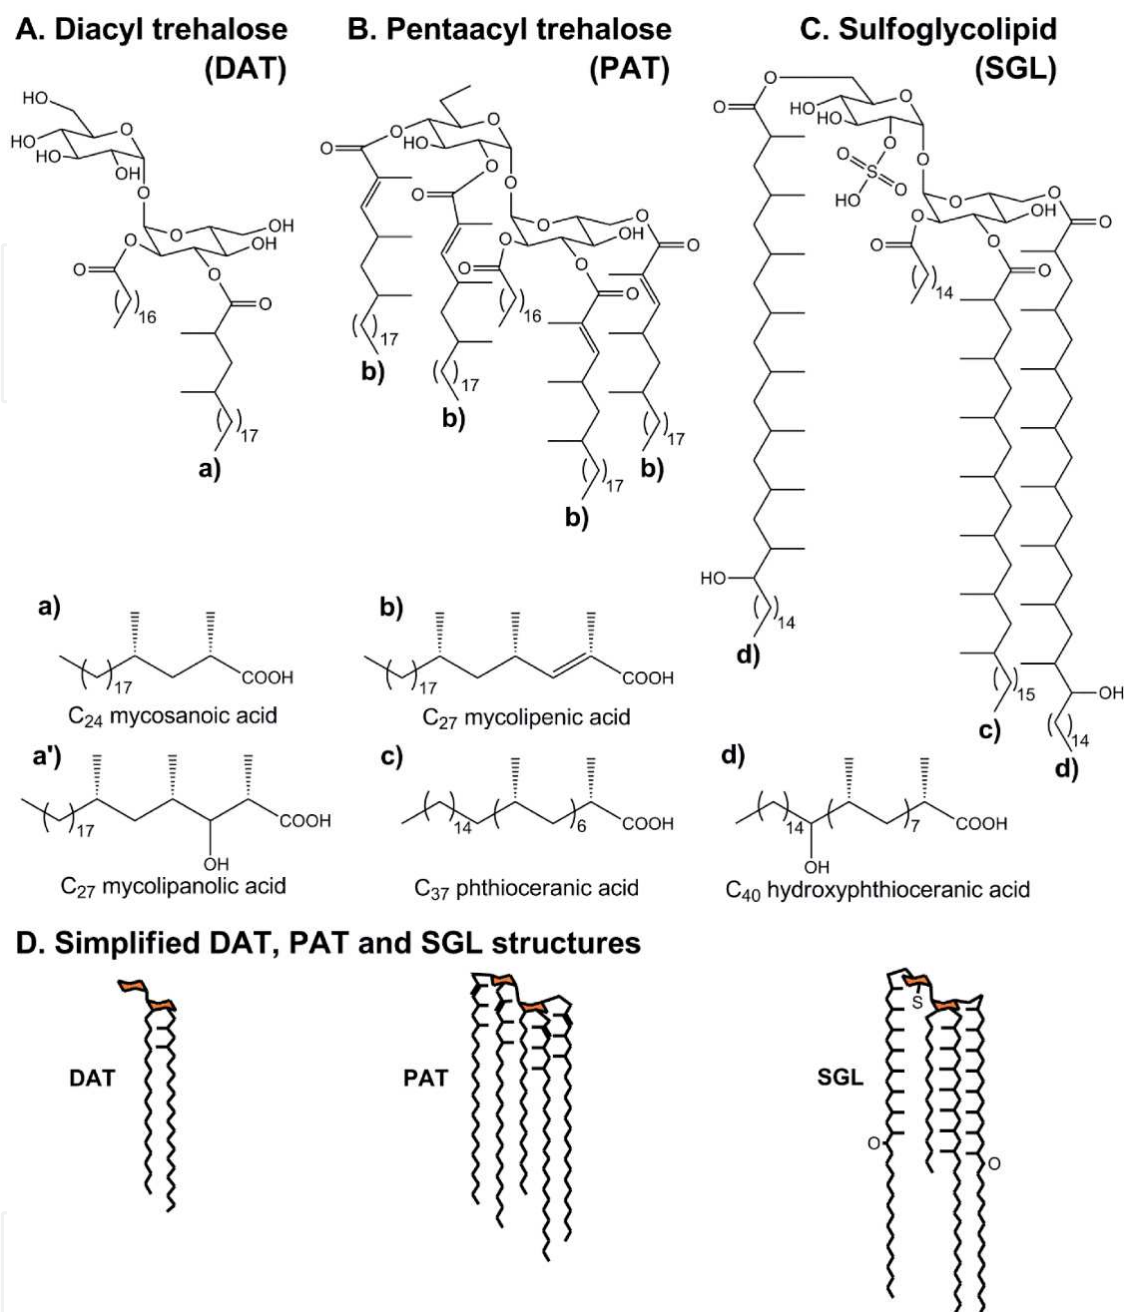 A. Diacyl trehalose
(DAT)
HO
HO
HO
O
OH
O
O
OH
OH
O
O
O
O
16
17
a)
B. Pentaacyl trehalose
(PAT)
O
O
HO
O
O
O
O
O
O
OH
O
O
O
O
O
16
17
b)
17
b)
17
b)
17
b)
C. Sulfoglycolipid
(SGL)
O
O
HO
HO
O
O
O
O
S
O
HO
O
O
OH
O
O
O
O
O
14
HO
14
d)
15
c)
OH
14
d)
a)
17
COOH
C24 mycosanoic acid
b)
17
COOH
C27 mycolipenic acid
a')
17
OH
COOH
C27 mycolipanolic acid
c)
14
6
COOH
C37 phthioceranic acid
d)
14
7
OH
COOH
C40 hydroxyphthioceranic acid
D. Simplified DAT, PAT and SGL structures
DAT
PAT
SGL
S
O
O